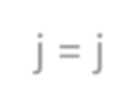 j = j